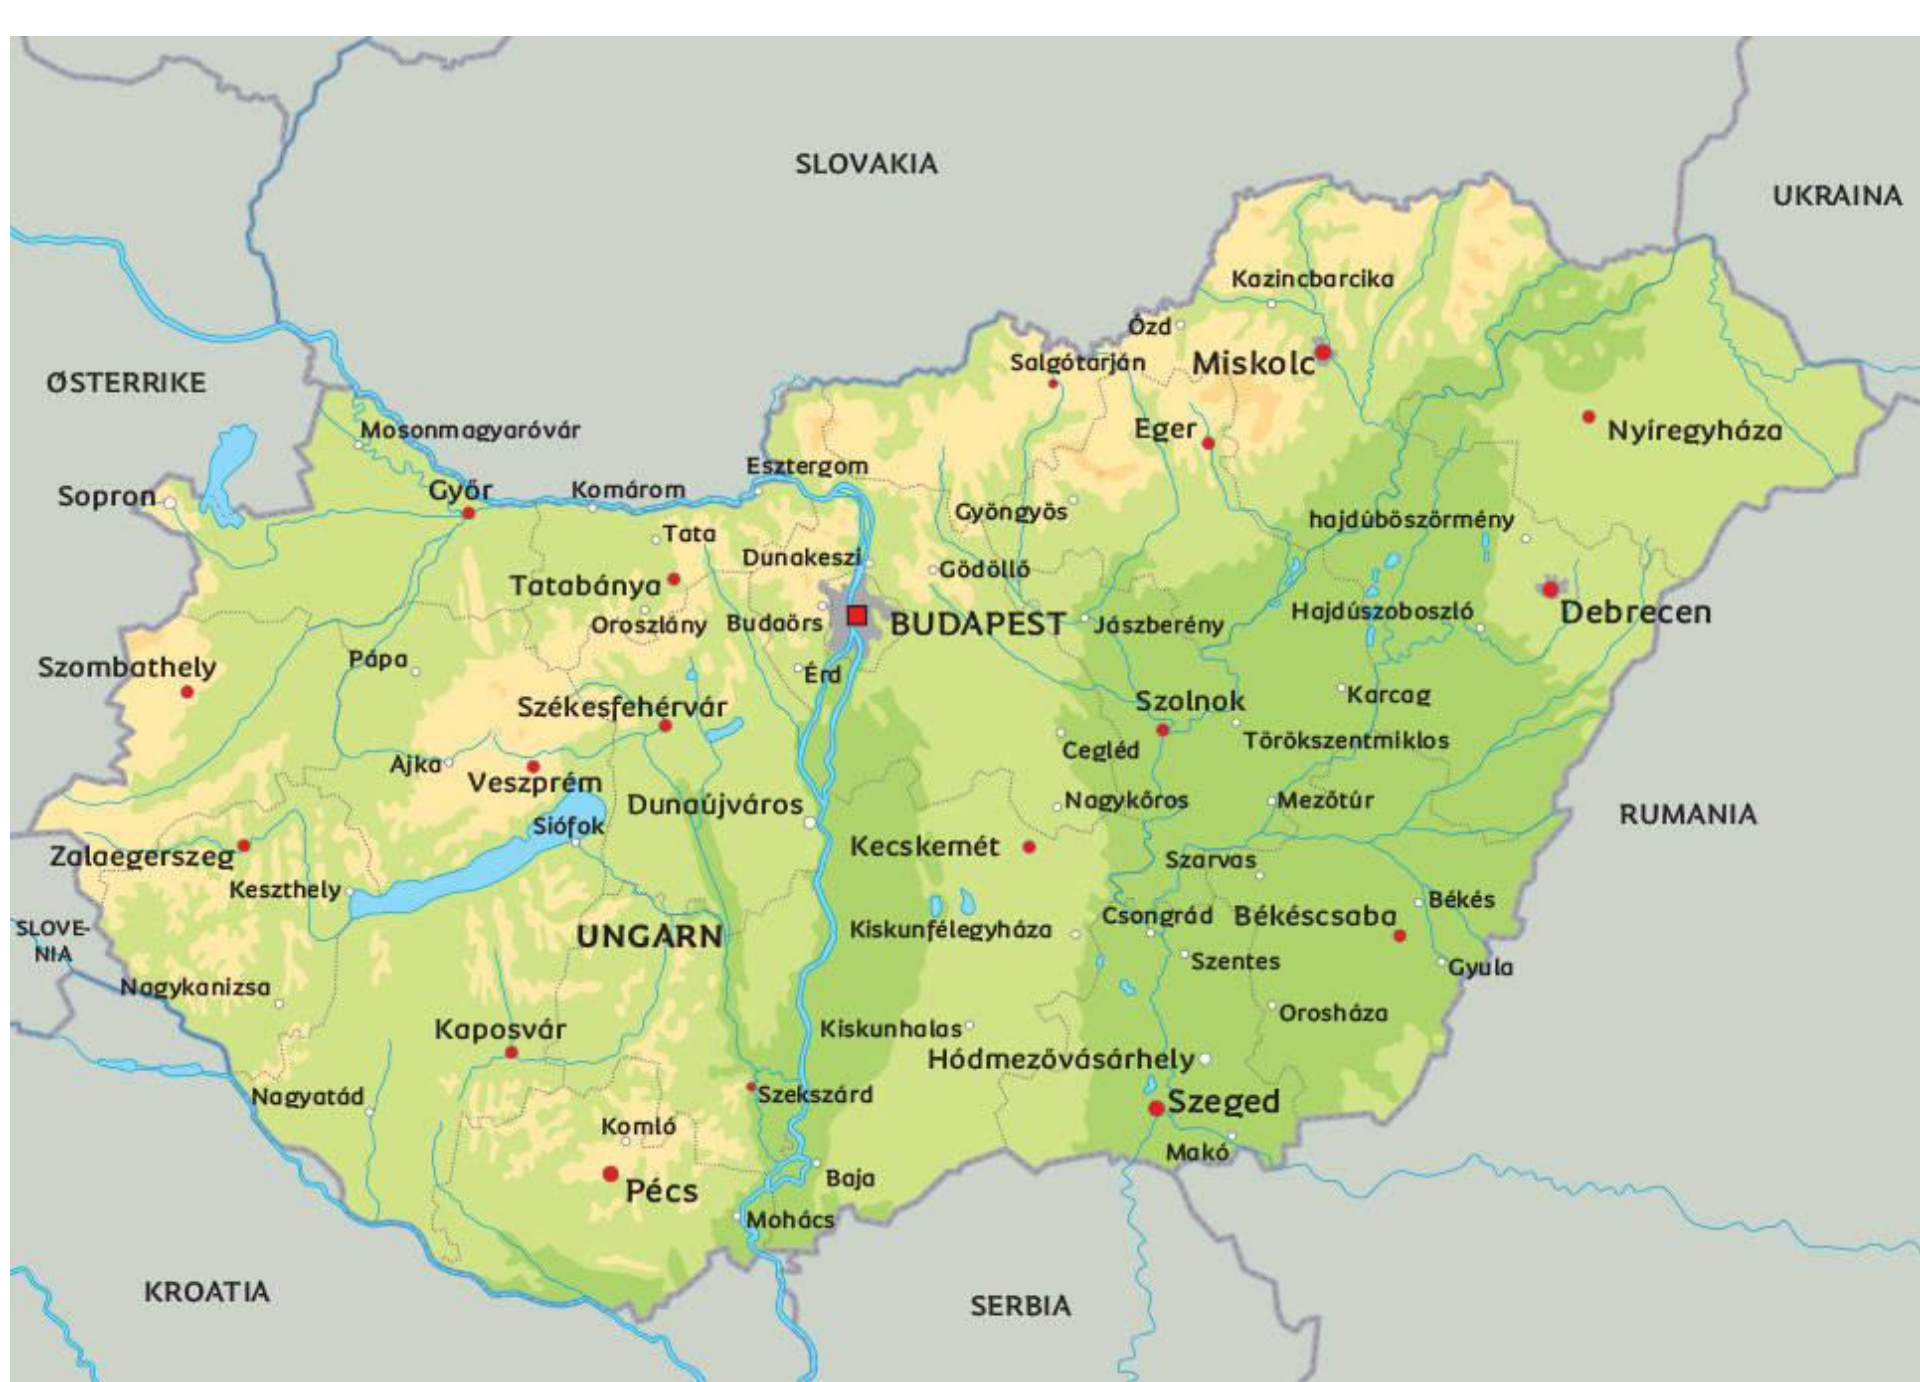 SLOVAKIA
UKRAINA
Kazincbarcika
Ózd
Miskolc
Salgótarján
ØSTERRIKE
Mosonmagyaróvár
Eger
Nyíregyháza
Esztergom
Sopron
Győr
Komárom
Gyöngyös
hajdúböszörmény
Tata
Dunakeszi
Gödöllő
Tatabánya
Oroszlány
Budaörs
BUDAPEST
Jászberény
Hajdúszoboszló
Debrecen
Szombathely
Pápa
Érd
Karcag
Székesfehérvár
Szolnok
Cegléd
Törökszentmiklos
Ajka
Veszprém
Dunaújváros
Nagykőros
Mezőtúr
RUMANIA
Siófok
Zalaegerszeg
Kecskemét
Szarvas
Keszthely
Békés
SLOVE-
NIA
UNGARN
Kiskunfélegyháza
Csongrád
Békéscsaba
Szentes
Gyula
Nagykanizsa
Orosháza
Kaposvár
Kiskunhalas
Hódmezővásárhely
Nagyatád
Szekszárd
Szeged
Komló
Makó
Pécs
Baja
Mohács
KROATIA
SERBIA